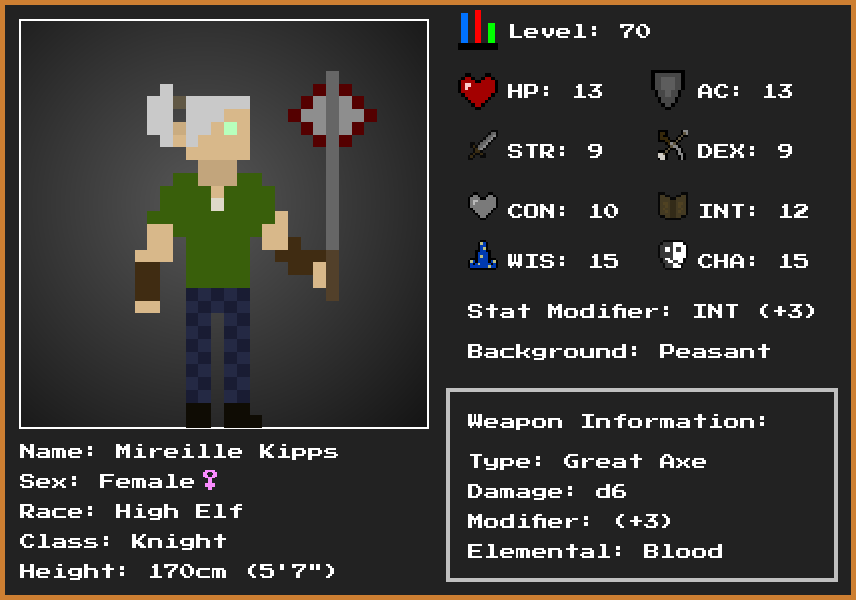 Level: 70
HP: 13
AC: 13
STR: 9
DEX: 9
CON: 10
INT: 12
WIS: 15
CHA: 15
Stat Modifier: INT (+3)
Background: Peasant
Weapon Information:
Type: Great Axe
Damage: d6
Modifier: (+3)
Elemental: Blood
Name: Mireille Kipps
Sex: Female♀
Race: High Elf
Class: Knight
Height: 170cm (5'7")